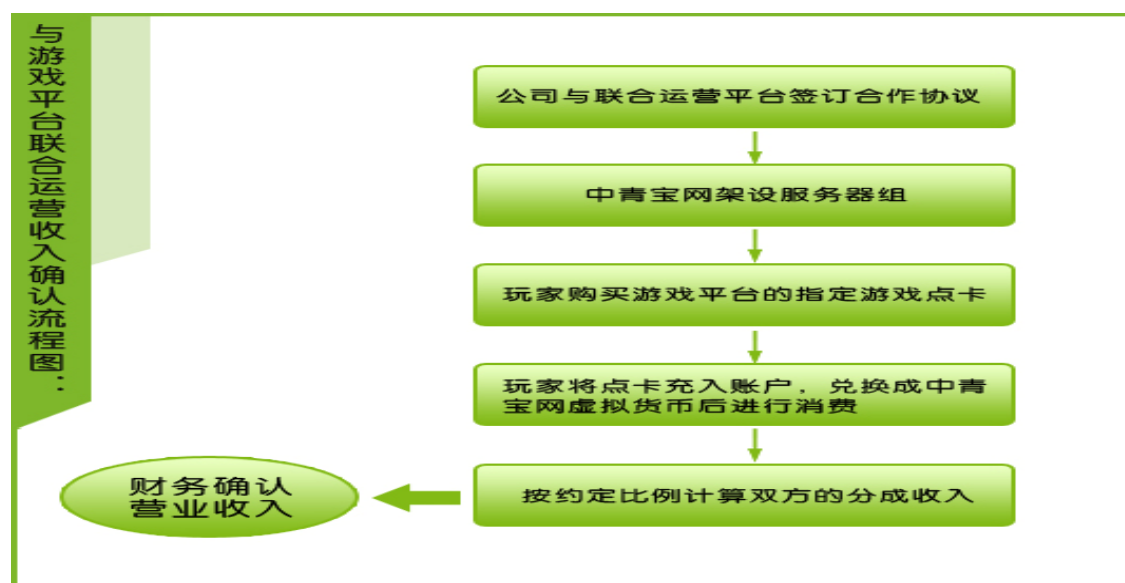 与游戏平台联合运营收入确认流程图：
公司与联合运营平台签订合作协议
中青宝网架设服务器组
玩家购买游戏平台的指定游戏点卡
玩家将点卡充入账户，兑换成中青
宝网虚拟货币后进行消费
按约定比例计算双方的分成收入
财务确认
营业收入